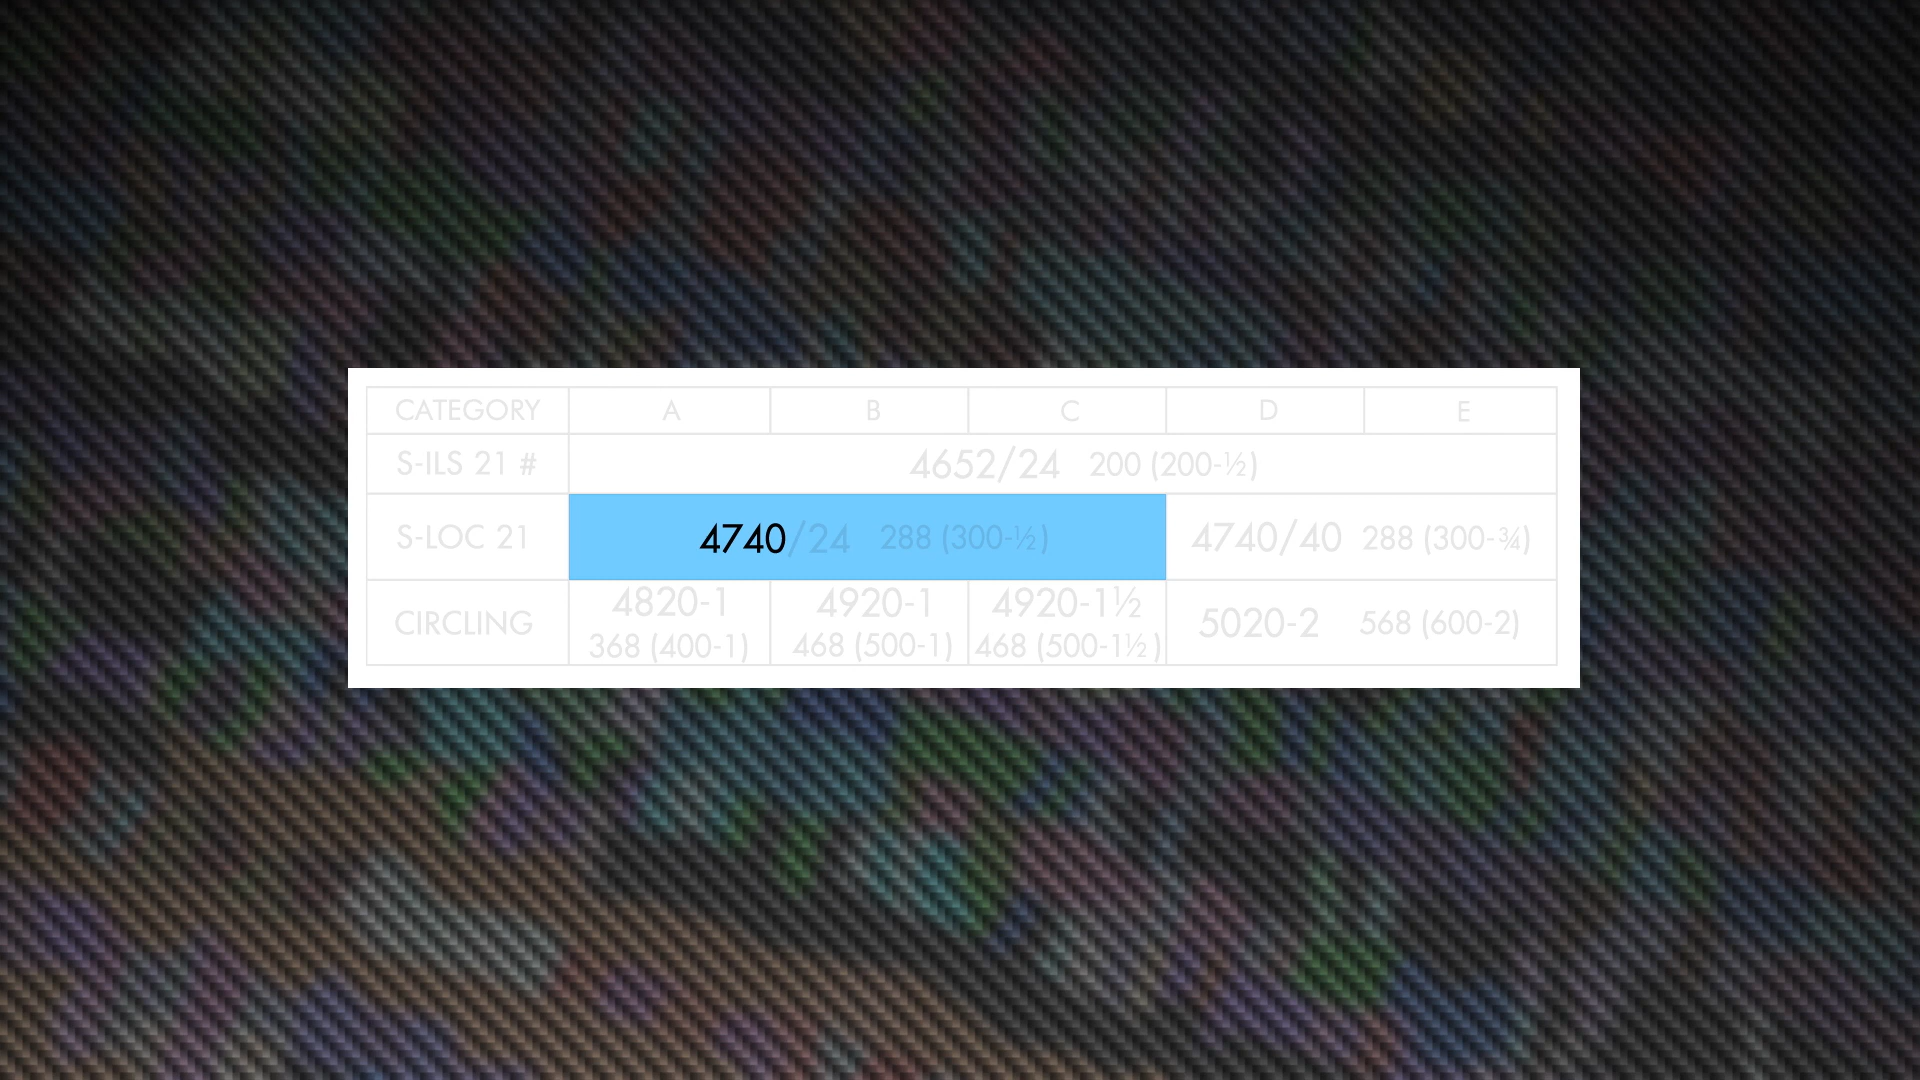 CATEGORY A B C D E
S-ILS 21 # 4652/24 200 (200-½)
S-LOC 21 4740/24 288 (300-½) 4740/40 288 (300-¾)
CIRCLING 4820-1 4920-1 4920-1½ 5020-2 568 (600-2)
368 (400-1) 468 (500-1) 468 (500-1½)